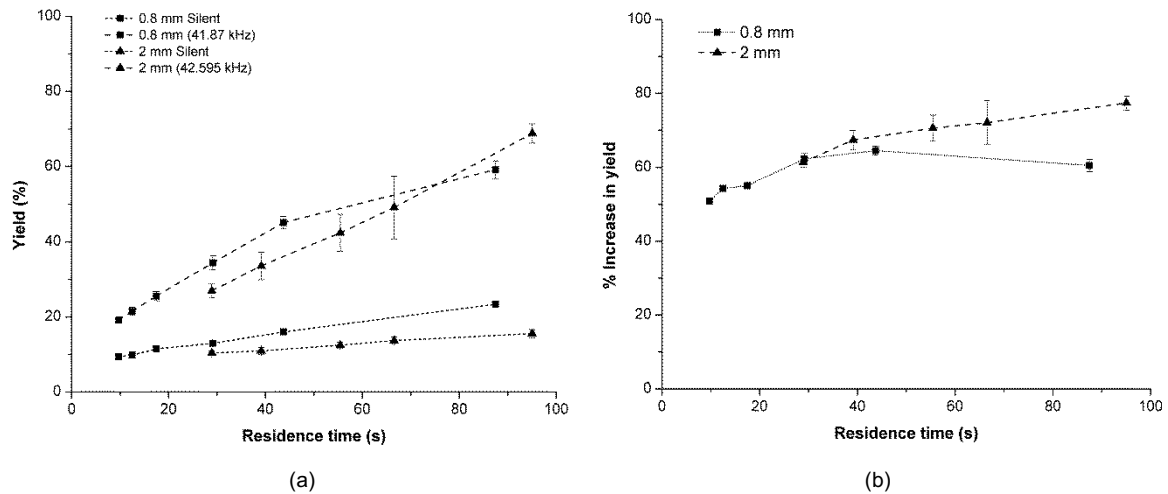 0.8 mm Silent
0.8 mm (41.87 kHz)
2 mm Silent
2 mm (42.595 kHz)
Yield (%)
100
80
60
40
20
0
0 20 40 60 80 100
Residence time (s)
(a)
0.8 mm
2 mm
% Increase in yield
100
80
60
40
20
0
0 20 40 60 80 100
Residence time (s)
(b)